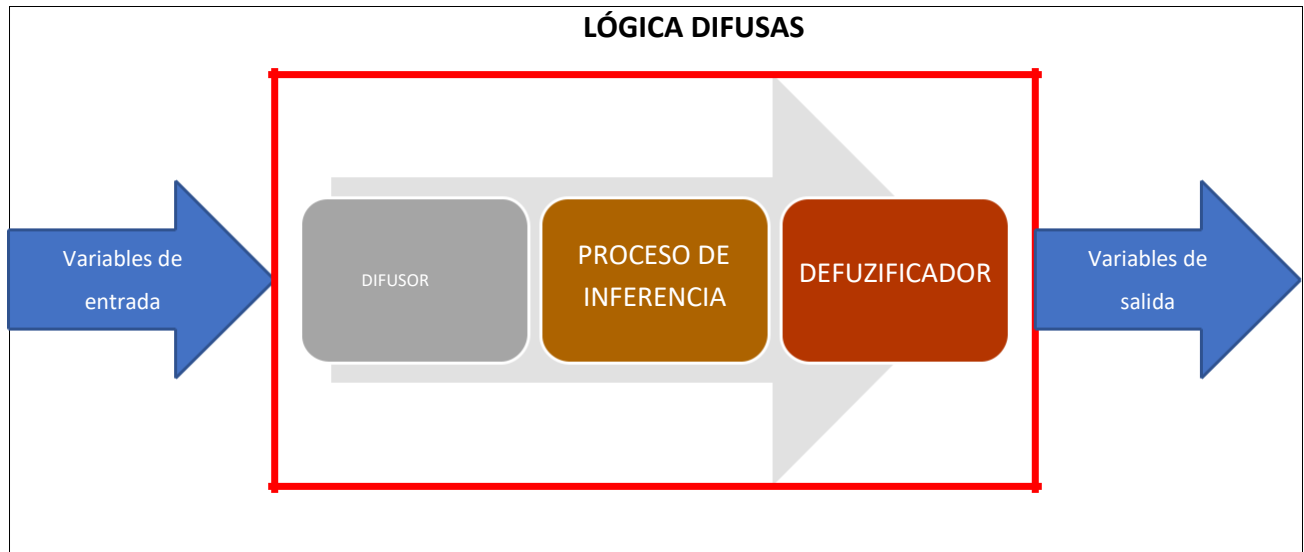 LÓGICA DIFUSAS
Variables de
entrada
DIFUSOR
PROCESO DE
INFERENCIA
DEFUZIFICADOR
Variables de
salida